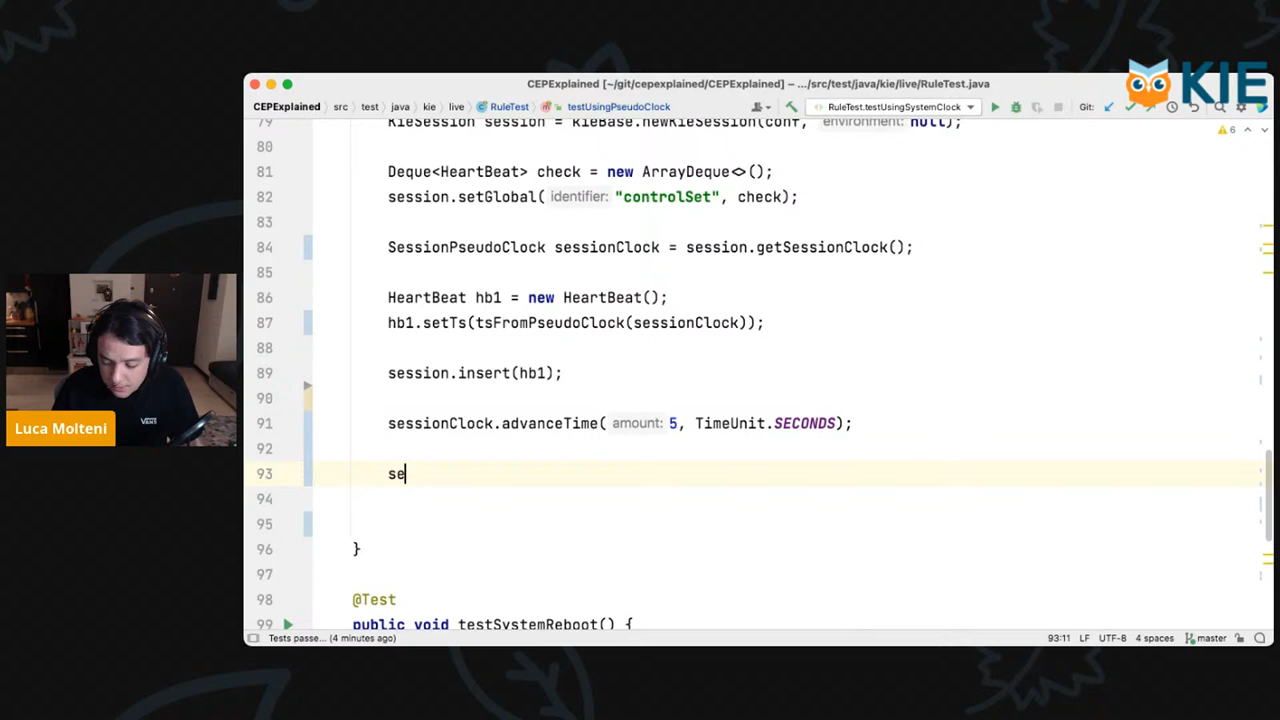 KIE
CEPExplained [~/git/cepexplained/CEPExplained] – .../src/test/java/kie/live/RuleTest.java
CEPExplained src test java kie live RuleTest testUsingPseudoClock RuleTest.testUsingSystemClock Git:
79 KieSession session = kieBase.newKieSession(conf, environment: null);
6
80
81 Deque<HeartBeat> check = new ArrayDeque<>();
82 session.setGlobal( identifier: "controlSet", check);
83
84 SessionPseudoClock sessionClock = session.getSessionClock();
85
86 HeartBeat hb1 = new HeartBeat();
87 hb1.setTs(tsFromPseudoClock(sessionClock));
88
89 session.insert(hb1);
90
91 sessionClock.advanceTime( amount: 5, TimeUnit.SECONDS);
92
93 se
94
95
96 }
97
98 @Test
99 public void testSystemReboot() {
Tests passe... (4 minutes ago) 93:11 LF UTF-8 4 spaces master
VANS
Luca Molteni